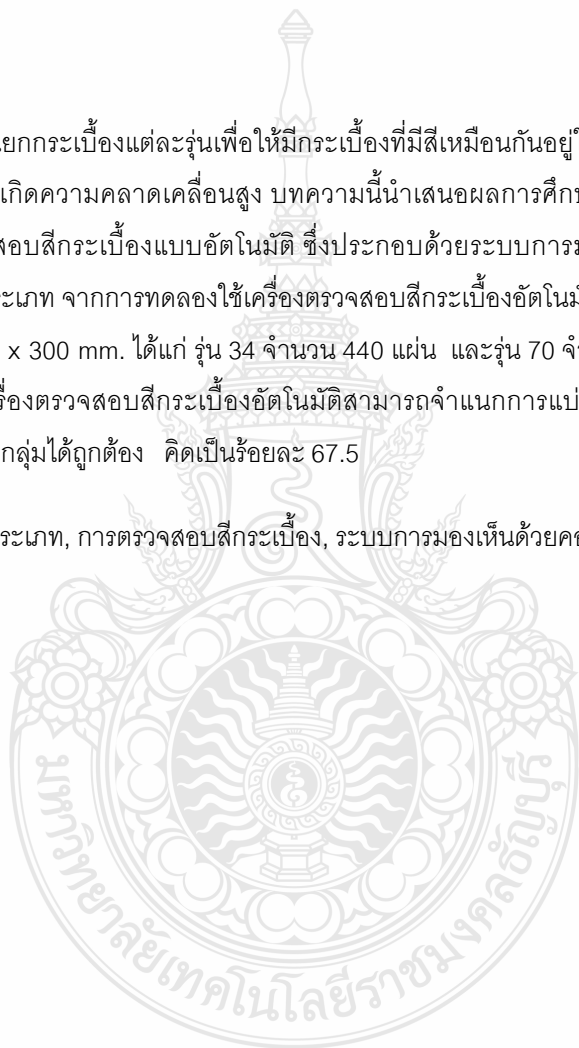 ยกกระเบื้องแต่ละรุ่นเพื่อให้มีกระเบื้องที่มีสีเหมือนกันอยู่
เกิดความคลาดเคลื่อนสูง บทความนี้นำเสนอผลการศึกษ
สอบสีกระเบื้องแบบอัตโนมัติ ซึ่งประกอบด้วยระบบการม
ระเภท จากการทดลองใช้เครื่องตรวจสอบสีกระเบื้องอัตโนมั
x 300 mm. ได้แก่ รุ่น 34 จำนวน 440 แผ่น และรุ่น 70 จำ
รื่องตรวจสอบสีกระเบื้องอัตโนมัติสามารถจำแนกการแบ่
กลุ่มได้ถูกต้อง คิดเป็นร้อยละ 67.5
ระเภท, การตรวจสอบสีกระเบื้อง, ระบบการมองเห็นด้วยคอ
มหาวิทยาลัยเทคโนโลยีราชมงคลธัญบุรี